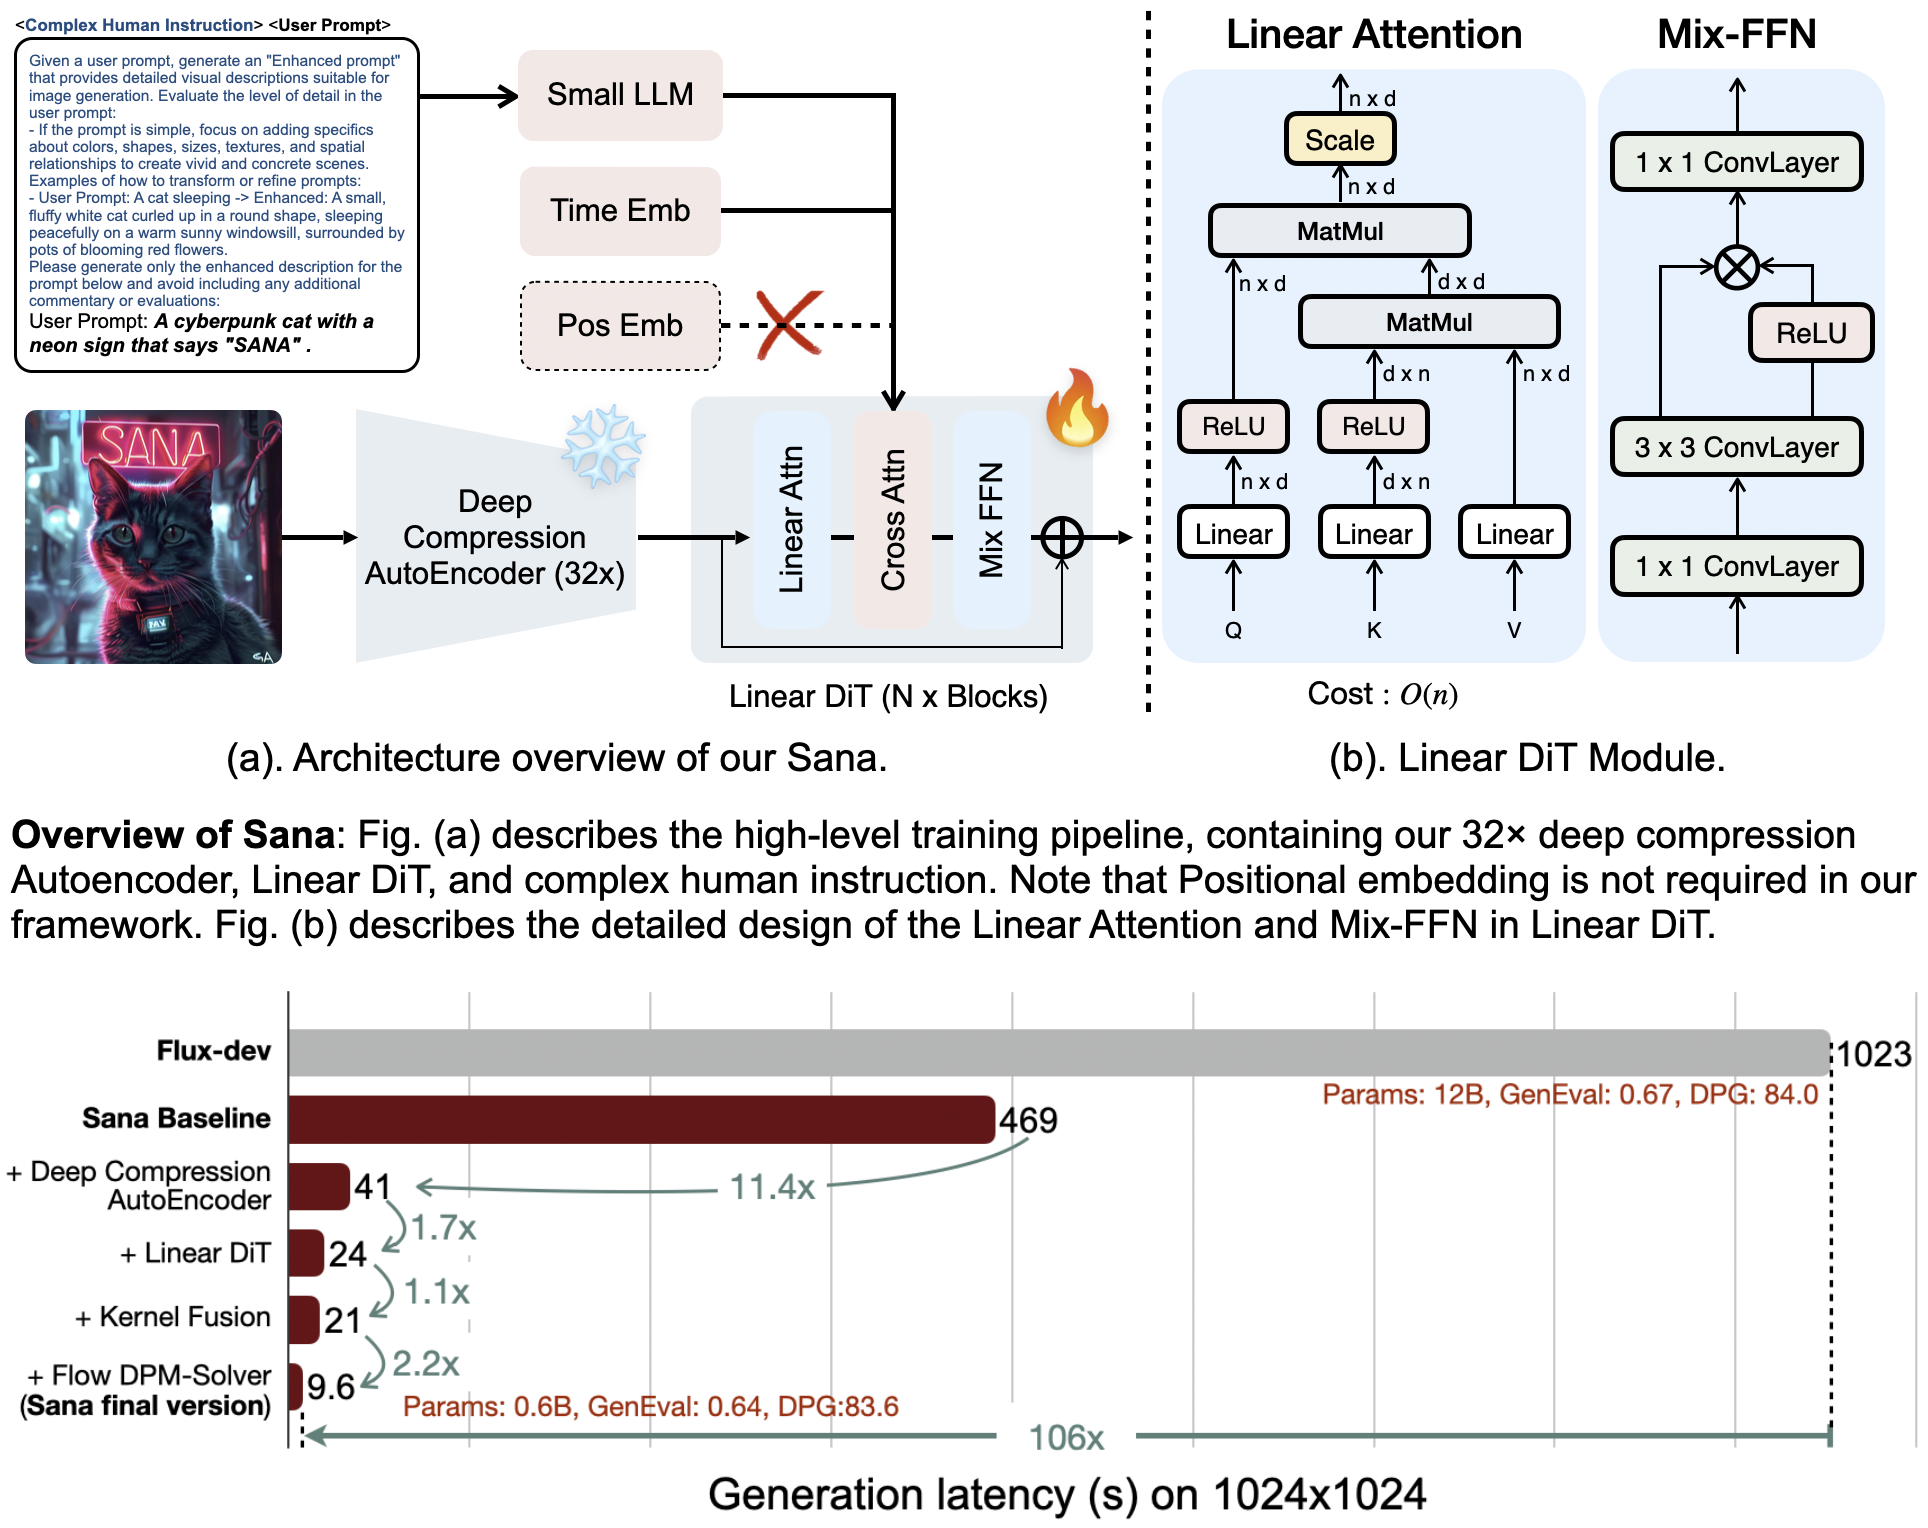 <Complex Human Instruction> <User Prompt>
Given a user prompt, generate an "Enhanced prompt"
that provides detailed visual descriptions suitable for
image generation. Evaluate the level of detail in the
user prompt:
- If the prompt is simple, focus on adding specifics
about colors, shapes, sizes, textures, and spatial
relationships to create vivid and concrete scenes.
Examples of how to transform or refine prompts:
- User Prompt: A cat sleeping -> Enhanced: A small,
fluffy white cat curled up in a round shape, sleeping
peacefully on a warm sunny windowsill, surrounded by
pots of blooming red flowers.
Please generate only the enhanced description for the
prompt below and avoid including any additional
commentary or evaluations:
User Prompt: A cyberpunk cat with a
neon sign that says "SANA" .
Small LLM
Time Emb
Pos Emb
SANA
Deep
Compression
AutoEncoder (32x)
Linear Attn
Cross Attn
Mix FFN
Linear DiT (N x Blocks)
(a). Architecture overview of our Sana.
Linear Attention
n x d
Scale
n x d
MatMul
n x d
d x d
MatMul
d x n
n x d
ReLU
ReLU
n x d
d x n
Linear
Linear
Linear
Q
K
V
Cost : O(n)
Mix-FFN
1 x 1 ConvLayer
ReLU
3 x 3 ConvLayer
1 x 1 ConvLayer
(b). Linear DiT Module.
Overview of Sana: Fig. (a) describes the high-level training pipeline, containing our 32× deep compression
Autoencoder, Linear DiT, and complex human instruction. Note that Positional embedding is not required in our
framework. Fig. (b) describes the detailed design of the Linear Attention and Mix-FFN in Linear DiT.
Flux-dev
1023
Params: 12B, GenEval: 0.67, DPG: 84.0
Sana Baseline
469
+ Deep Compression
AutoEncoder
41
11.4x
1.7x
+ Linear DiT
24
1.1x
+ Kernel Fusion
21
2.2x
+ Flow DPM-Solver
(Sana final version)
9.6
Params: 0.6B, GenEval: 0.64, DPG:83.6
106x
Generation latency (s) on 1024x1024